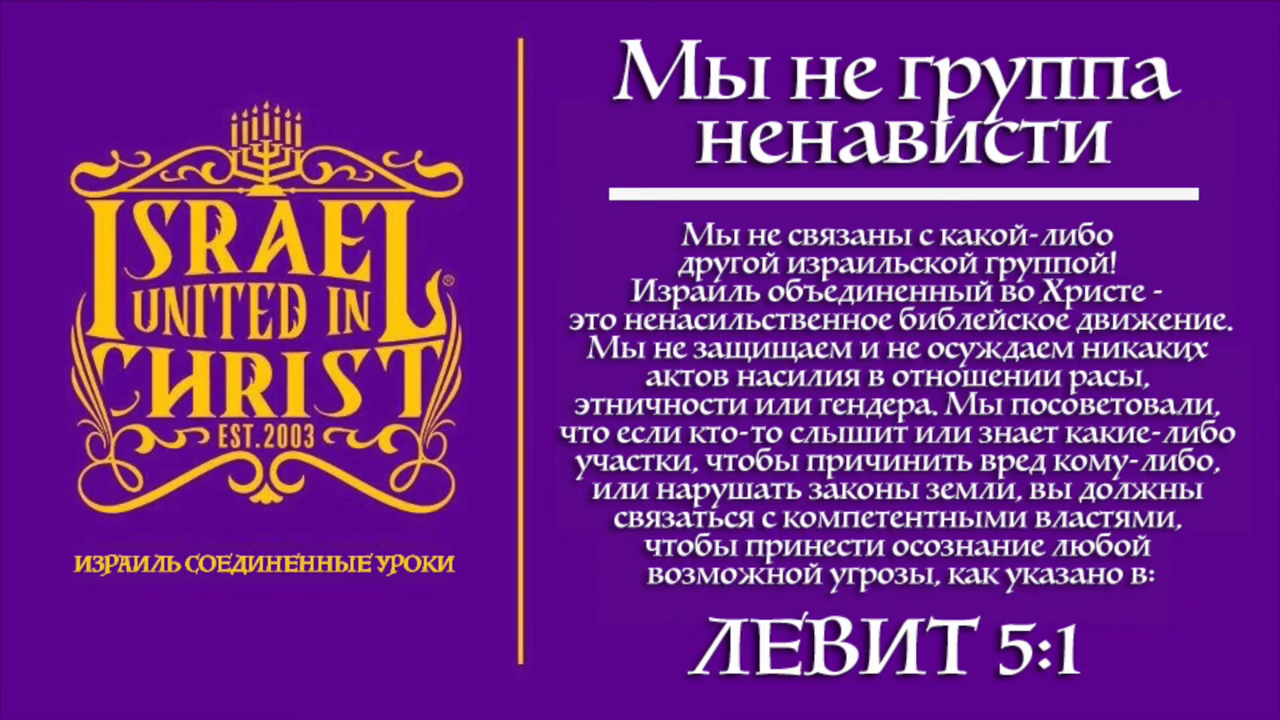 ISRAEL
UNITED IN
CHRIST
®
EST.2003
ИЗРАИЛЬ СОЕДИНЕННЫЕ УРОКИ
Мы не группа
ненависти
Мы не связаны с какой-либо
другой израильской группой!
Израиль объединенный во Христе -
это ненасильственное библейское движение.
Мы не защищаем и не осуждаем никаких
актов насилия в отношении расы,
этничности или гендера. Мы посоветовали,
что если кто-то слышит или знает какие-либо
участки, чтобы причинить вред кому-либо,
или нарушать законы земли, вы должны
связаться с компетентными властями,
чтобы принести осознание любой
возможной угрозы, как указано в:
ЛЕВИТ 5:1